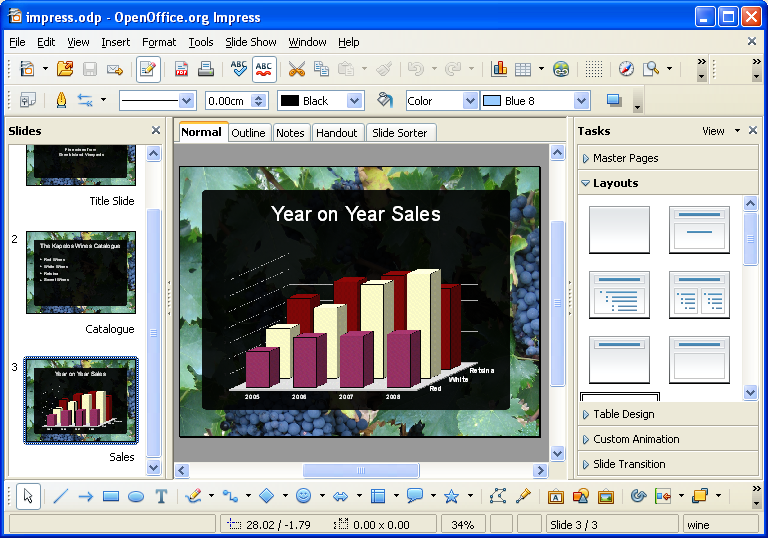 impress.odp - OpenOffice.org Impress
File Edit View Insert Format Tools Slide Show Window Help
PDF ABC ABC
0.00cm Black Color Blue 8
Slides
Title Slide
2
The Kapelos Wines Catalogue
Red Wines
White Wines
Retsina
Sweet Wines
Catalogue
3
Year on Year Sales
Sales
Normal Outline Notes Handout Slide Sorter
Year on Year Sales
Retsina
White
Red
2005 2006 2007 2008
Tasks View
Master Pages
Layouts
Table Design
Custom Animation
Slide Transition
T
28.02 / -1.79 0.00 x 0.00 34% Slide 3 / 3 wine